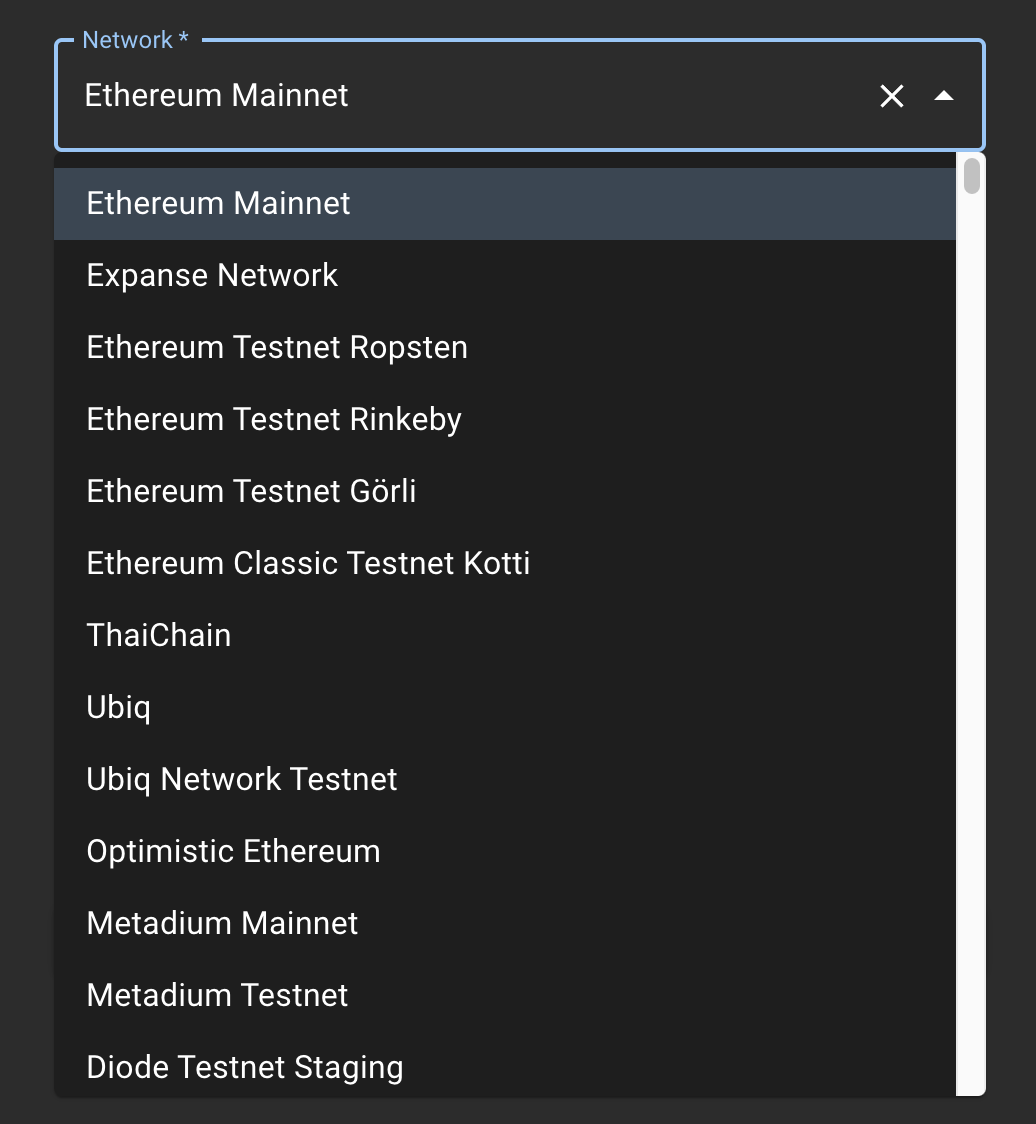 Network *
Ethereum Mainnet
Ethereum Mainnet
Expanse Network
Ethereum Testnet Ropsten
Ethereum Testnet Rinkeby
Ethereum Testnet Görli
Ethereum Classic Testnet Kotti
ThaiChain
Ubiq
Ubiq Network Testnet
Optimistic Ethereum
Metadium Mainnet
Metadium Testnet
Diode Testnet Staging